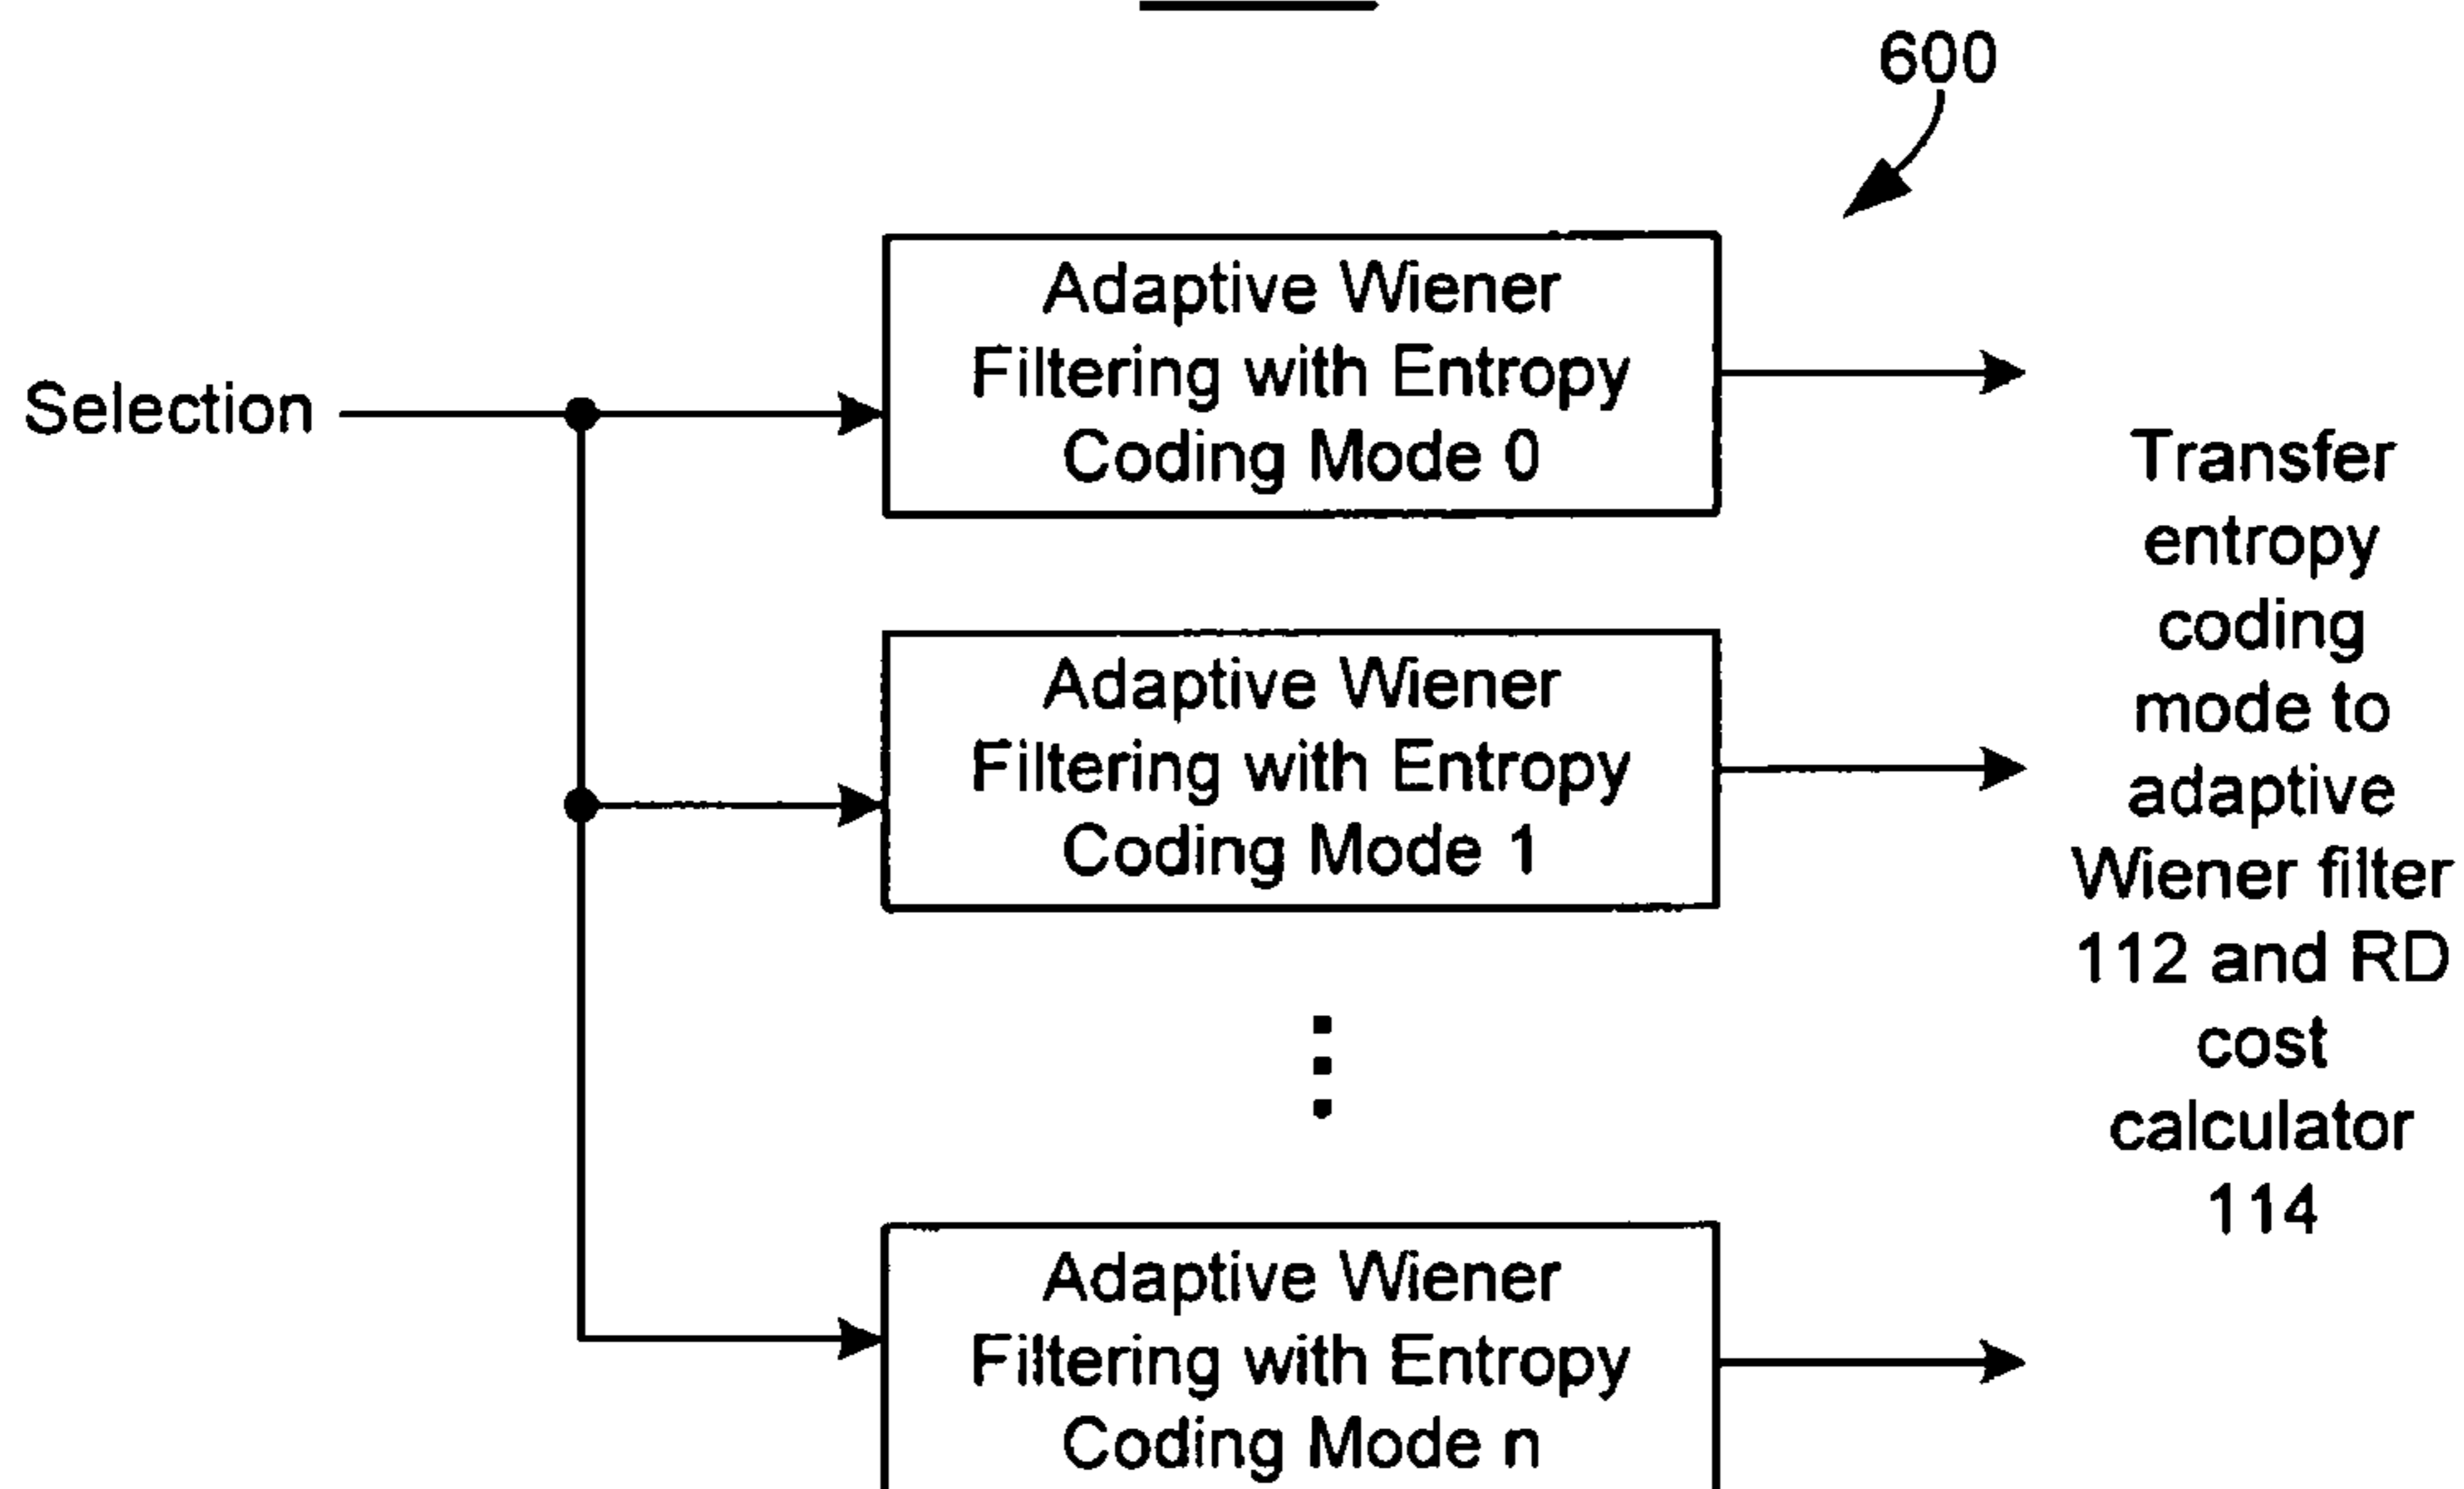 600
Selection
Adaptive Wiener
Filtering with Entropy
Coding Mode 0
Adaptive Wiener
Filtering with Entropy
Coding Mode 1
Adaptive Wiener
Filtering with Entropy
Coding Mode n
Transfer
entropy
coding
mode to
adaptive
Wiener filter
112 and RD
cost
calculator
114